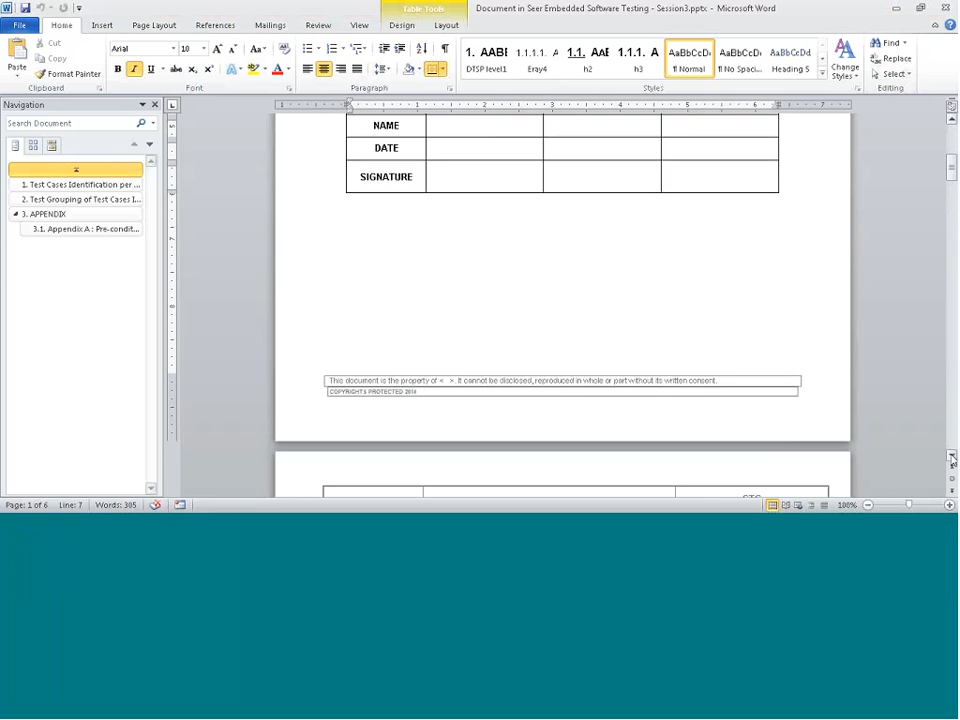 Table Tools
Document in Seer Embedded Software Testing - Session3.pptx - Microsoft Word
File Home Insert Page Layout References Mailings Review View Design Layout
Paste
Cut
Copy
Format Painter
Clipboard
Arial 10
Font
Paragraph
1. AABI 1.1.1.1. A 1.1. AAE 1.1.1. A AaBbCcD AaBbCcD AaBbCcDd
DTSP level1 Eray4 h2 h3 ¶ Normal ¶ No Spaci... Heading 5
Styles
Change Styles
Find
Replace
Select
Editing
Navigation
Search Document
1. Test Cases Identification per ...
2. Test Grouping of Test Cases I...
3. APPENDIX
3.1. Appendix A : Pre-condit...
NAME
DATE
SIGNATURE
This document is the property of < >. It cannot be disclosed, reproduced in whole or part without its written consent.
COPYRIGHTS PROTECTED 2014
Page: 1 of 6 Line: 7 Words: 305 100%